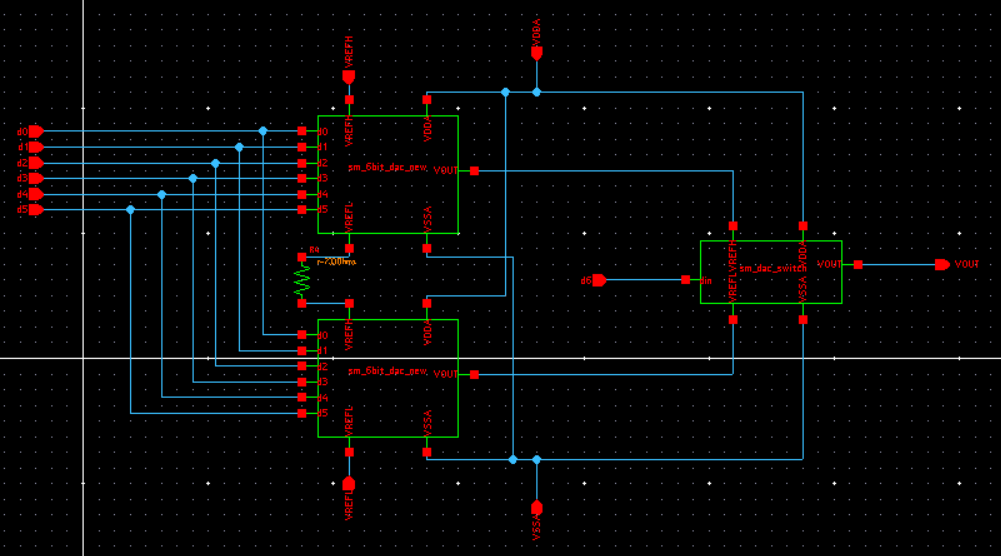 VREFH
VDDA
d0
d1
d2
d3
d4
d5
d0
d1
d2
d3
d4
d5
VREFH
VDDA
sm_6bit_dac_new
VOUT
VREFL
VSSA
R4
d0
d1
d2
d3
d4
d5
VREFH
VDDA
sm_6bit_dac_new
VOUT
VREFL
VSSA
d6
din
VREFH
VDDA
sm_dac_switch
VOUT
VREFL
VSSA
VOUT
VREFL
VSSA